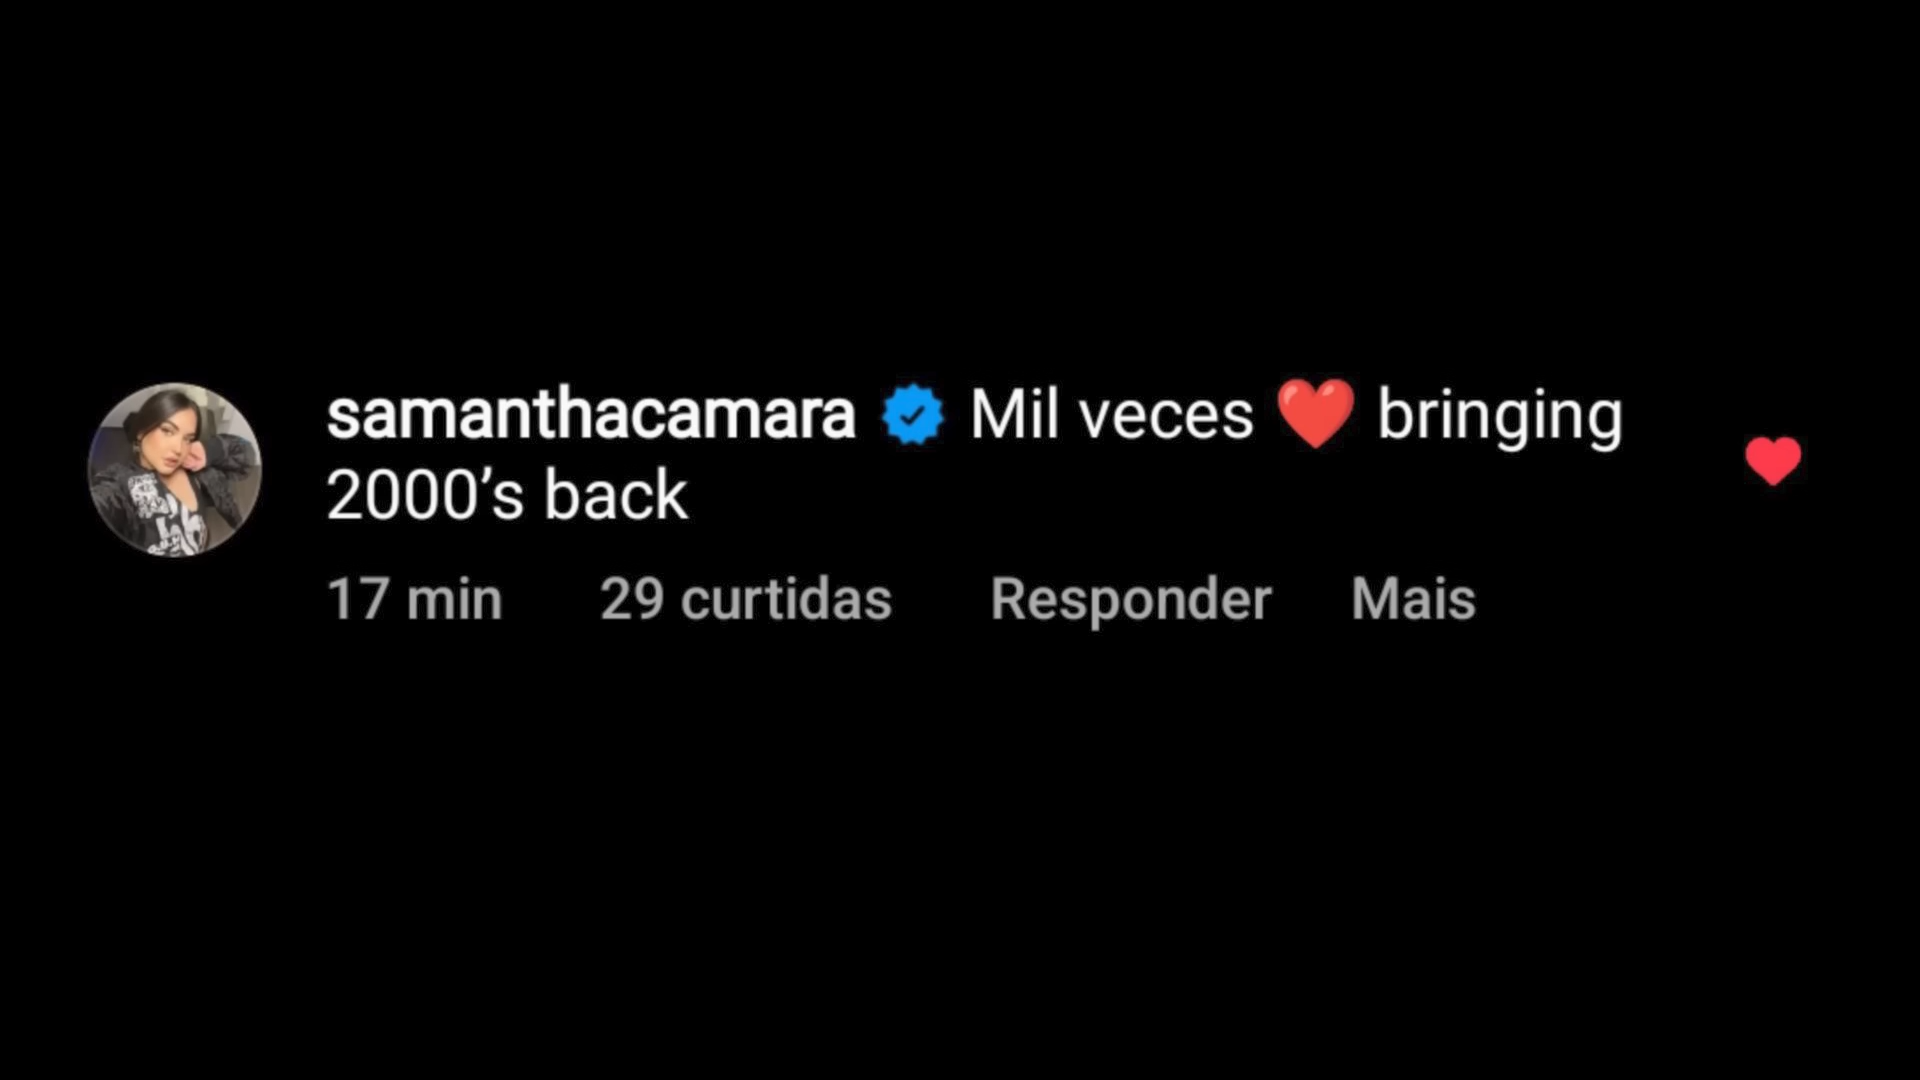 samanthacamara Mil veces ❤️ bringing
2000’s back
17 min 29 curtidas Responder Mais